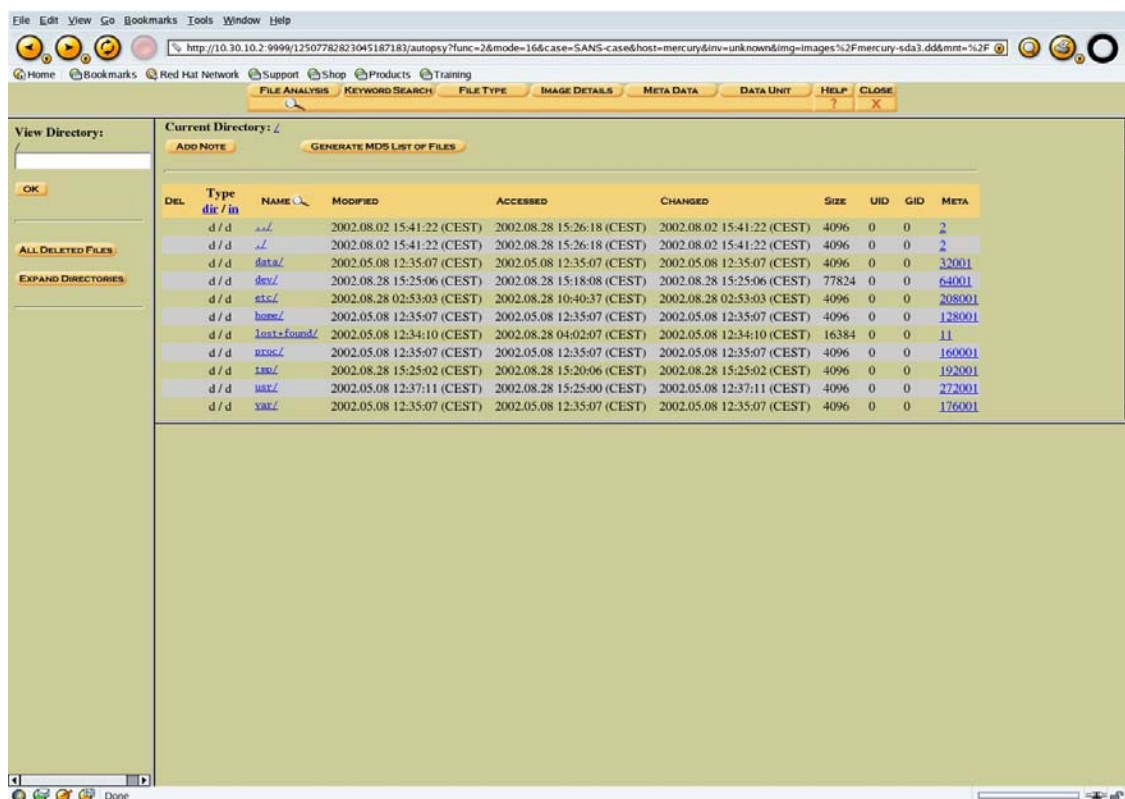 File Edit View Go Bookmarks Tools Window Help
http://10.30.10.2:9999/12507782823045187183/autopsy?func=2&mode=16&case=SANS-case&host=mercury&inv=unknown&img=images%2Fmercury-sda3.dd&mnt=%2F
Home Bookmarks Red Hat Network Support Shop Products Training
FILE ANALYSIS KEYWORD SEARCH FILE TYPE IMAGE DETAILS META DATA DATA UNIT HELP ? CLOSE X
View Directory:
/
OK
ALL DELETED FILES
EXPAND DIRECTORIES
Current Directory: /
ADD NOTE GENERATE MD5 LIST OF FILES
DEL Type dir / in NAME MODIFIED ACCESSED CHANGED SIZE UID GID META
d / d ../ 2002.08.02 15:41:22 (CEST) 2002.08.28 15:26:18 (CEST) 2002.08.02 15:41:22 (CEST) 4096 0 0 2
d / d ./ 2002.08.02 15:41:22 (CEST) 2002.08.28 15:26:18 (CEST) 2002.08.02 15:41:22 (CEST) 4096 0 0 2
d / d data/ 2002.05.08 12:35:07 (CEST) 2002.05.08 12:35:07 (CEST) 2002.05.08 12:35:07 (CEST) 4096 0 0 32001
d / d dev/ 2002.08.28 15:25:06 (CEST) 2002.08.28 15:18:08 (CEST) 2002.08.28 15:25:06 (CEST) 77824 0 0 64001
d / d etc/ 2002.08.28 02:53:03 (CEST) 2002.08.28 10:40:37 (CEST) 2002.08.28 02:53:03 (CEST) 4096 0 0 208001
d / d home/ 2002.05.08 12:35:07 (CEST) 2002.05.08 12:35:07 (CEST) 2002.05.08 12:35:07 (CEST) 4096 0 0 128001
d / d lost+found/ 2002.05.08 12:34:10 (CEST) 2002.08.28 04:02:07 (CEST) 2002.05.08 12:34:10 (CEST) 16384 0 0 11
d / d proc/ 2002.05.08 12:35:07 (CEST) 2002.05.08 12:35:07 (CEST) 2002.05.08 12:35:07 (CEST) 4096 0 0 160001
d / d tmp/ 2002.08.28 15:25:02 (CEST) 2002.08.28 15:20:06 (CEST) 2002.08.28 15:25:02 (CEST) 4096 0 0 192001
d / d usr/ 2002.05.08 12:37:11 (CEST) 2002.08.28 15:25:00 (CEST) 2002.05.08 12:37:11 (CEST) 4096 0 0 272001
d / d var/ 2002.05.08 12:35:07 (CEST) 2002.05.08 12:35:07 (CEST) 2002.05.08 12:35:07 (CEST) 4096 0 0 176001
Done